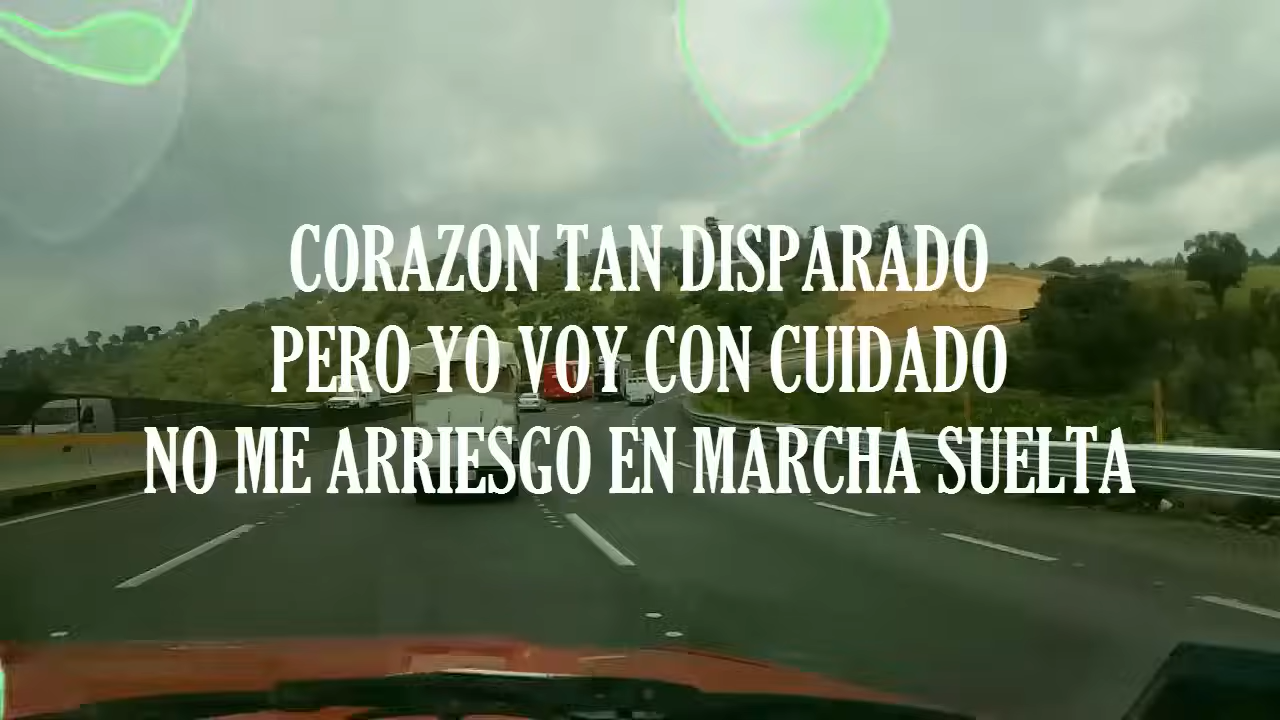 CORAZON TAN DISPARADO
PERO YO VOY CON CUIDADO
NO ME ARRIESGO EN MARCHA SUELTA